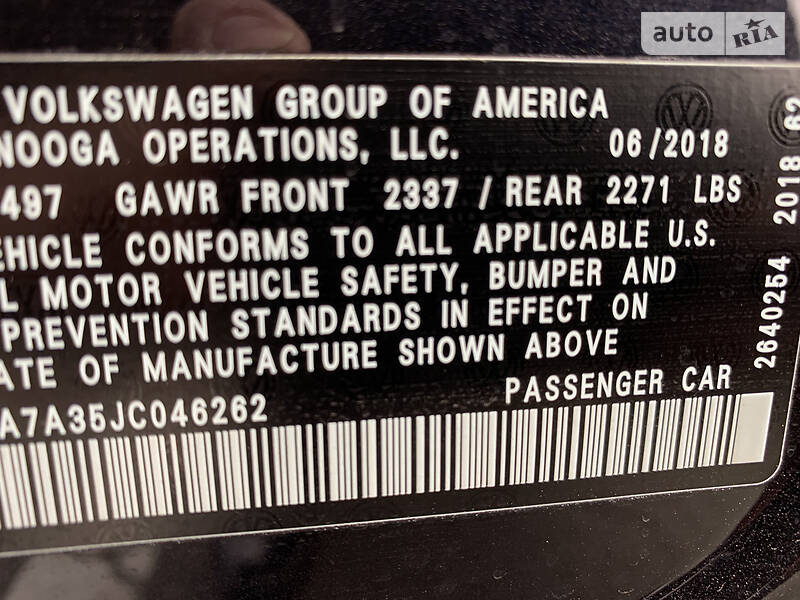 auto RIA
VOLKSWAGEN GROUP OF AMERICA
NOOGA OPERATIONS, LLC. 06/2018
497 GAWR FRONT 2337 / REAR 2271 LBS
EHICLE CONFORMS TO ALL APPLICABLE U.S.
L MOTOR VEHICLE SAFETY, BUMPER AND
PREVENTION STANDARDS IN EFFECT ON
ATE OF MANUFACTURE SHOWN ABOVE
A7A35JC046262 PASSENGER CAR
2640254 2018 62